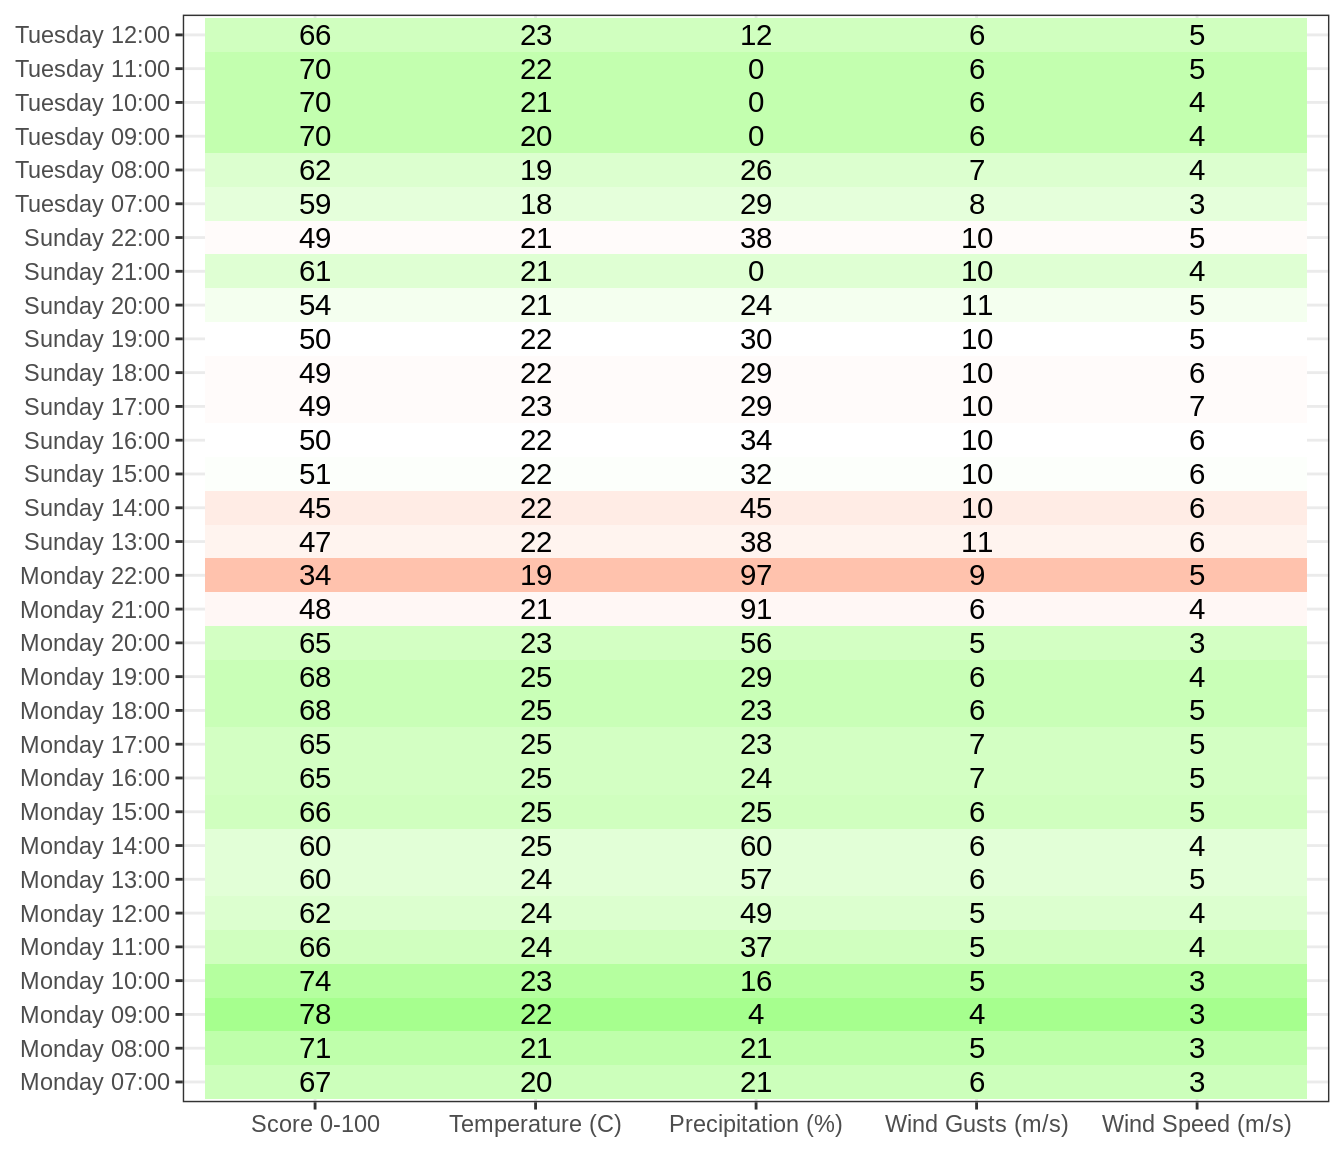 Tuesday 12:00 66 23 12 6 5
Tuesday 11:00 70 22 0 6 5
Tuesday 10:00 70 21 0 6 4
Tuesday 09:00 70 20 0 6 4
Tuesday 08:00 62 19 26 7 4
Tuesday 07:00 59 18 29 8 3
Sunday 22:00 49 21 38 10 5
Sunday 21:00 61 21 0 10 4
Sunday 20:00 54 21 24 11 5
Sunday 19:00 50 22 30 10 5
Sunday 18:00 49 22 29 10 6
Sunday 17:00 49 23 29 10 7
Sunday 16:00 50 22 34 10 6
Sunday 15:00 51 22 32 10 6
Sunday 14:00 45 22 45 10 6
Sunday 13:00 47 22 38 11 6
Monday 22:00 34 19 97 9 5
Monday 21:00 48 21 91 6 4
Monday 20:00 65 23 56 5 3
Monday 19:00 68 25 29 6 4
Monday 18:00 68 25 23 6 5
Monday 17:00 65 25 23 7 5
Monday 16:00 65 25 24 7 5
Monday 15:00 66 25 25 6 5
Monday 14:00 60 25 60 6 4
Monday 13:00 60 24 57 6 5
Monday 12:00 62 24 49 5 4
Monday 11:00 66 24 37 5 4
Monday 10:00 74 23 16 5 3
Monday 09:00 78 22 4 4 3
Monday 08:00 71 21 21 5 3
Monday 07:00 67 20 21 6 3
Score 0-100 Temperature (C) Precipitation (%) Wind Gusts (m/s) Wind Speed (m/s)